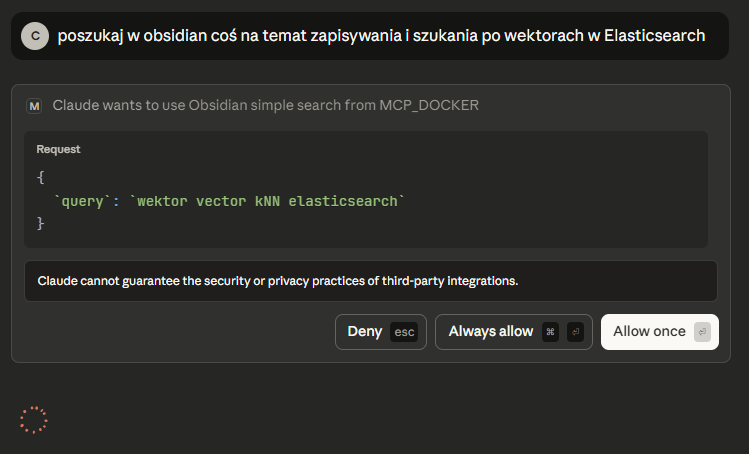 C poszukaj w obsidian coś na temat zapisywania i szukania po wektorach w Elasticsearch
M Claude wants to use Obsidian simple search from MCP_DOCKER
Request
{
`query`: `wektor vector kNN elasticsearch`
}
Claude cannot guarantee the security or privacy practices of third-party integrations.
Deny esc Always allow ⌘ ⏎ Allow once ⏎